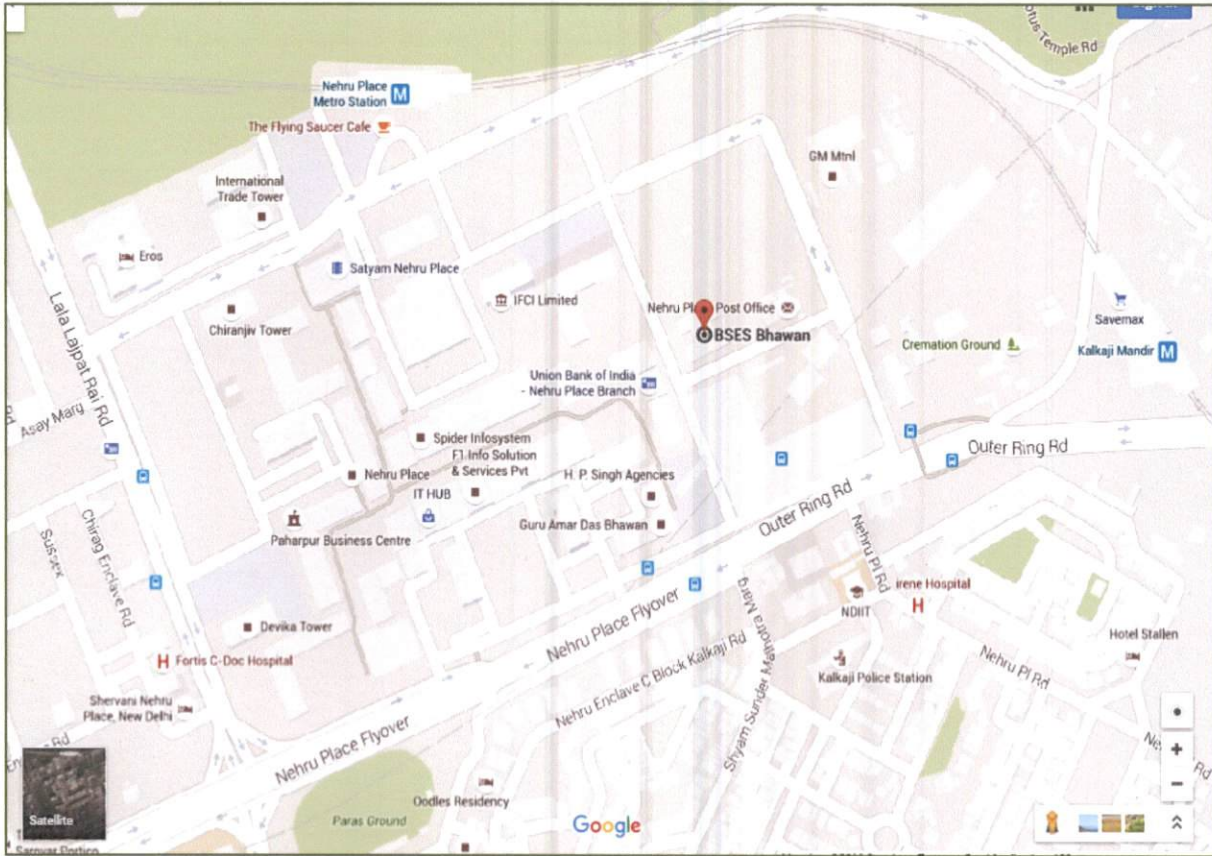 Lotus Temple Rd
Nehru Place
Metro Station
M
The Flying Saucer Cafe
GM Mtnl
International
Trade Tower
Eros
Satyam Nehru Place
IFCI Limited
Nehru Pl
Post Office
BSES Bhawan
Chiranjiv Tower
Savemax
Cremation Ground
Kalkaji Mandir
M
Lala Lajpat Rai Rd
Asay Marg
Rd
Union Bank of India
- Nehru Place Branch
Spider Infosystem
F1 Info Solution
& Services Pvt
Nehru Place
IT HUB
H. P. Singh Agencies
Outer Ring Rd
Outer Ring Rd
Paharpur Business Centre
Guru Amar Das Bhawan
Sussex
Chirag Enclave Rd
Nehru Pl Rd
irene Hospital
H
NDIIT
Devika Tower
Nehru Place Flyover
Shyam Sunder Malhotra Marg
Hotel Stallen
H
Fortis C-Doc Hospital
Nehru Enclave C Block Kalkaji Rd
Kalkaji Police Station
Nehru Pl Rd
Shervani Nehru
Place, New Delhi
Rd
Nehru Place Flyover
Satellite
Oodles Residency
Paras Ground
Google
+
−
Sarovar Portico